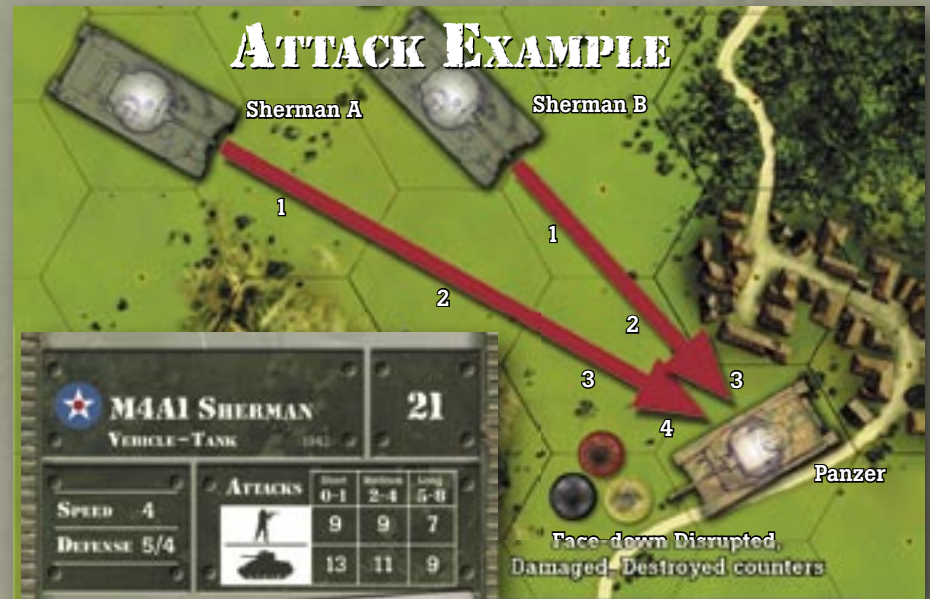 Attack Example
Sherman A
Sherman B
1
1
2
2
3
3
4
Panzer
Face-down Disrupted,
Damaged, Destroyed counters
M4A1 Sherman
21
Vehicle–Tank
1942
Speed 4
Defense 5/4
Attacks
Short Medium Long
0-1 2-4 5-8
9 9 7
13 11 9